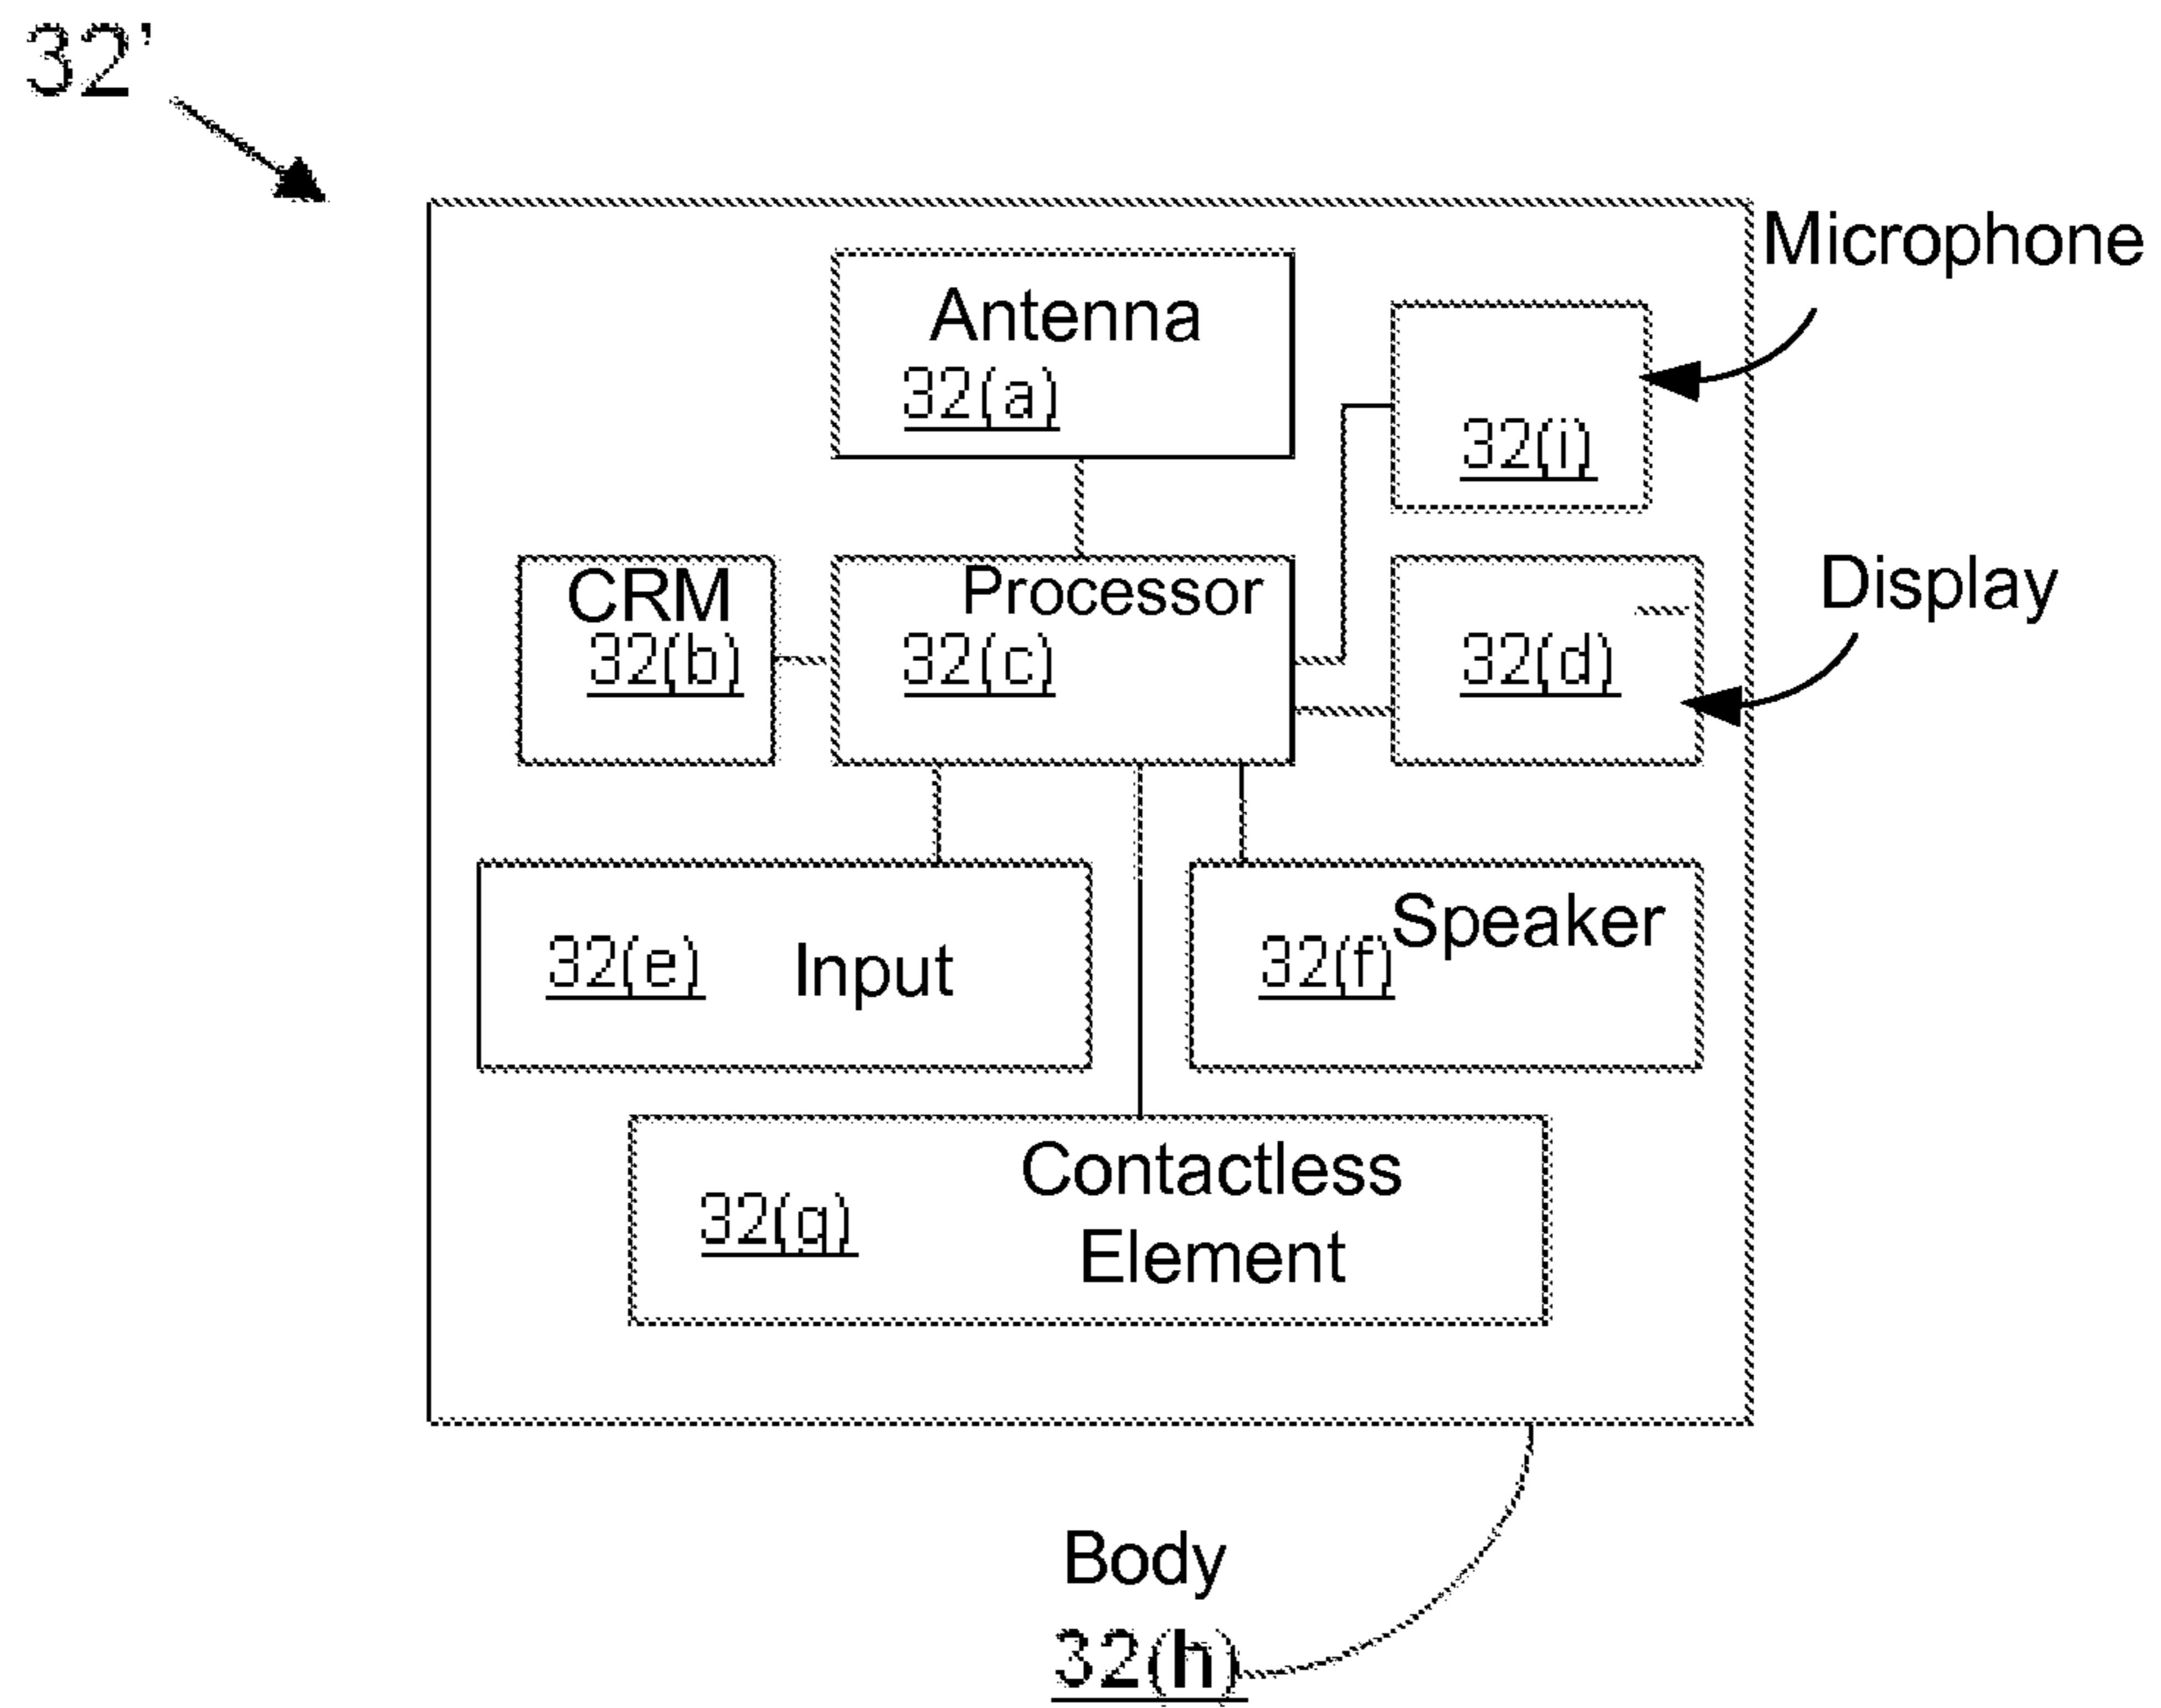 32'
Microphone
Antenna
32(a)
32(i)
CRM
32(b)
Processor
32(c)
Display
32(d)
32(e) Input
Speaker
32(f)
Contactless
32(g)
Element
Body
32(h)